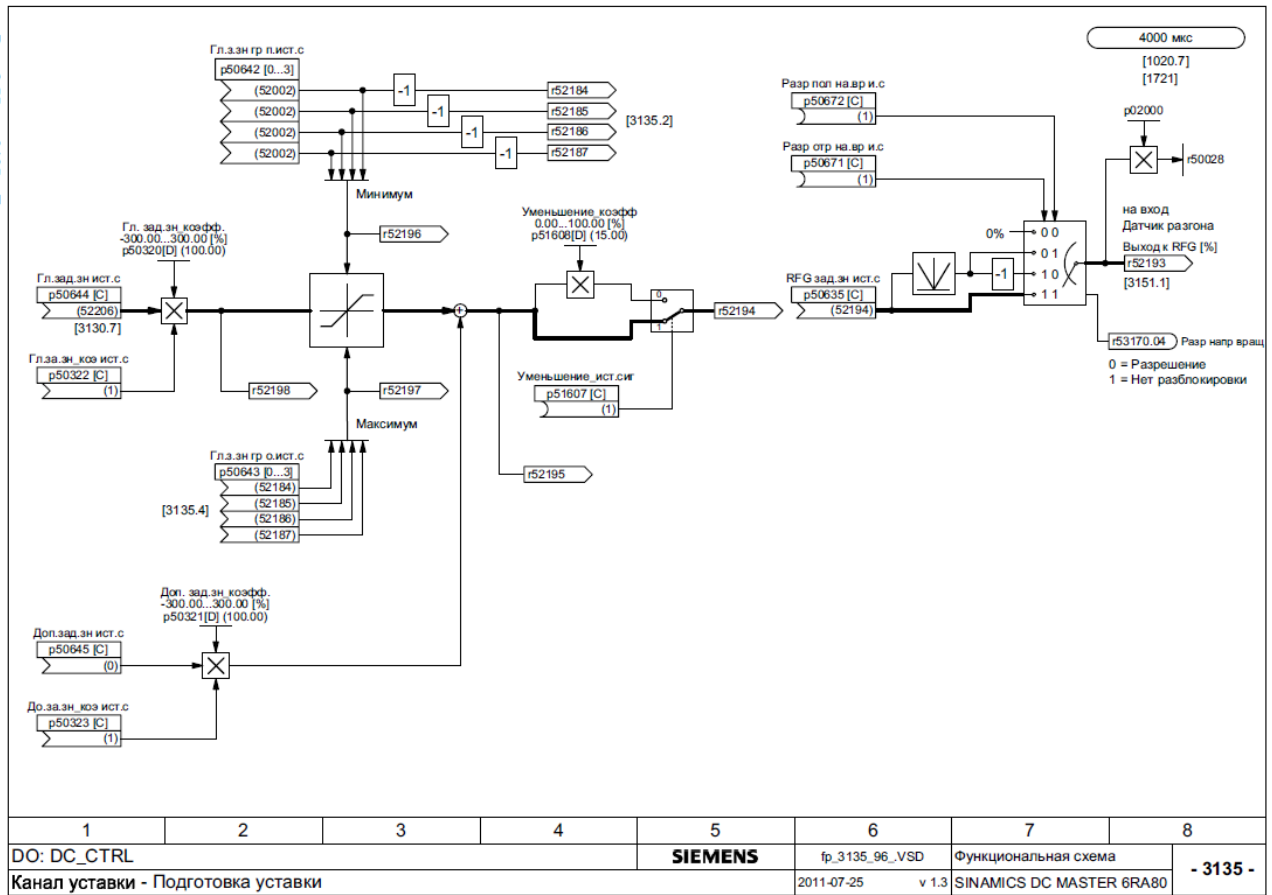 4000 мкс
[1020.7]
[1721]
Гл.з.зн гр п.ист.с
p50642 [0...3]
(52002)
(52002)
(52002)
(52002)
-1
-1
-1
-1
r52184
r52185
r52186
r52187
[3135.2]
Минимум
r52196
Разр пол на.вр и.с
p50672 [C]
(1)
Разр отр на.вр и.с
p50671 [C]
(1)
p02000
r50028
Гл. зад.зн_коэфф.
-300.00...300.00 [%]
p50320[D] (100.00)
Гл.зад.зн ист.с
p50644 [C]
(52206)
[3130.7]
Гл.за.зн_коэ ист.с
p50322 [C]
(1)
r52198
r52197
Максимум
Уменьшение_коэфф
0.00...100.00 [%]
p51608[D] (15.00)
0
1
r52194
Уменьшение_ист.сиг
p51607 [C]
(1)
r52195
RFG зад.зн ист.с
p50635 [C]
(52194)
-1
0%
0 0
0 1
1 0
1 1
на вход
Датчик разгона
Выход к RFG [%]
r52193
[3151.1]
r53170.04
Разр напр вращ
0 = Разрешение
1 = Нет разблокировки
Гл.з.зн гр о.ист.с
p50643 [0...3]
(52184)
(52185)
(52186)
(52187)
[3135.4]
Доп. зад.зн_коэфф.
-300.00...300.00 [%]
p50321[D] (100.00)
Доп.зад.зн ист.с
p50645 [C]
(0)
До.за.зн_коэ ист.с
p50323 [C]
(1)
1 2 3 4 5 6 7 8
DO: DC_CTRL
SIEMENS
fp_3135_96_.VSD
Функциональная схема
- 3135 -
Канал уставки - Подготовка уставки
2011-07-25 v 1.3
SINAMICS DC MASTER 6RA80